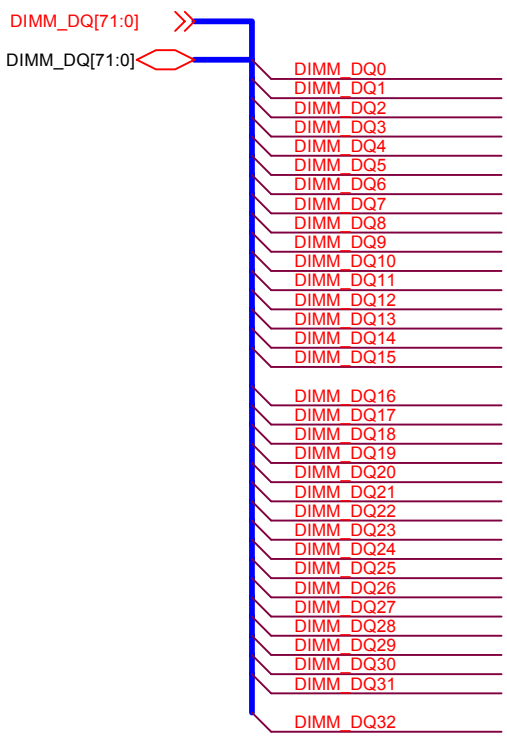 DIMM_DQ[71:0]
DIMM_DQ[71:0]
DIMM_DQ0
DIMM_DQ1
DIMM_DQ2
DIMM_DQ3
DIMM_DQ4
DIMM_DQ5
DIMM_DQ6
DIMM_DQ7
DIMM_DQ8
DIMM_DQ9
DIMM_DQ10
DIMM_DQ11
DIMM_DQ12
DIMM_DQ13
DIMM_DQ14
DIMM_DQ15
DIMM_DQ16
DIMM_DQ17
DIMM_DQ18
DIMM_DQ19
DIMM_DQ20
DIMM_DQ21
DIMM_DQ22
DIMM_DQ23
DIMM_DQ24
DIMM_DQ25
DIMM_DQ26
DIMM_DQ27
DIMM_DQ28
DIMM_DQ29
DIMM_DQ30
DIMM_DQ31
DIMM_DQ32